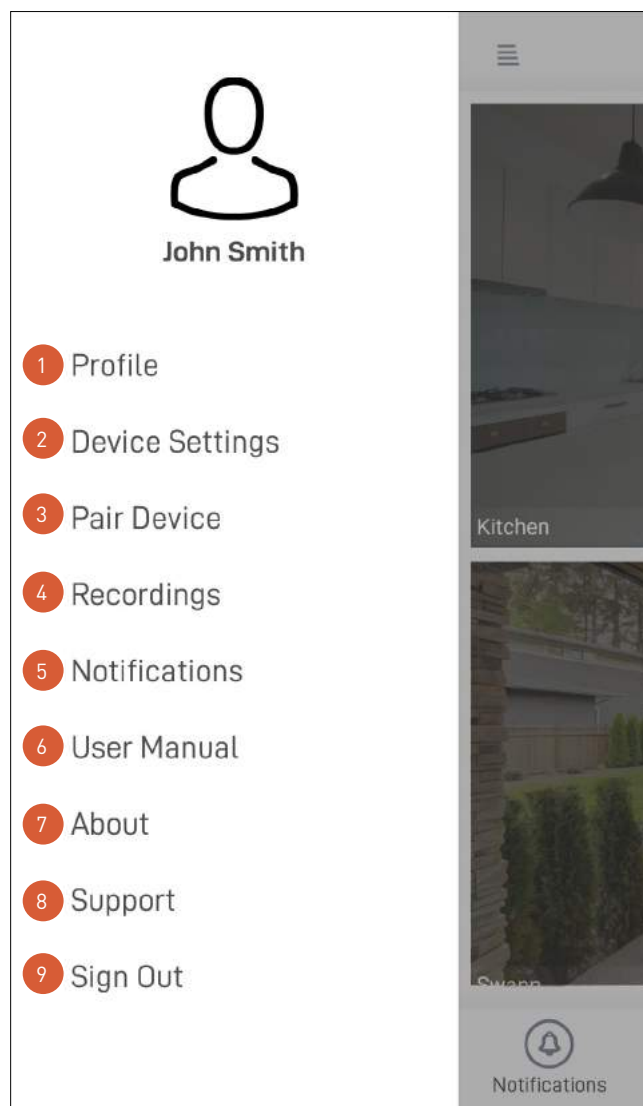 John Smith
1 Profile
2 Device Settings
3 Pair Device
4 Recordings
5 Notifications
6 User Manual
7 About
8 Support
9 Sign Out
Kitchen
Swann
Notifications